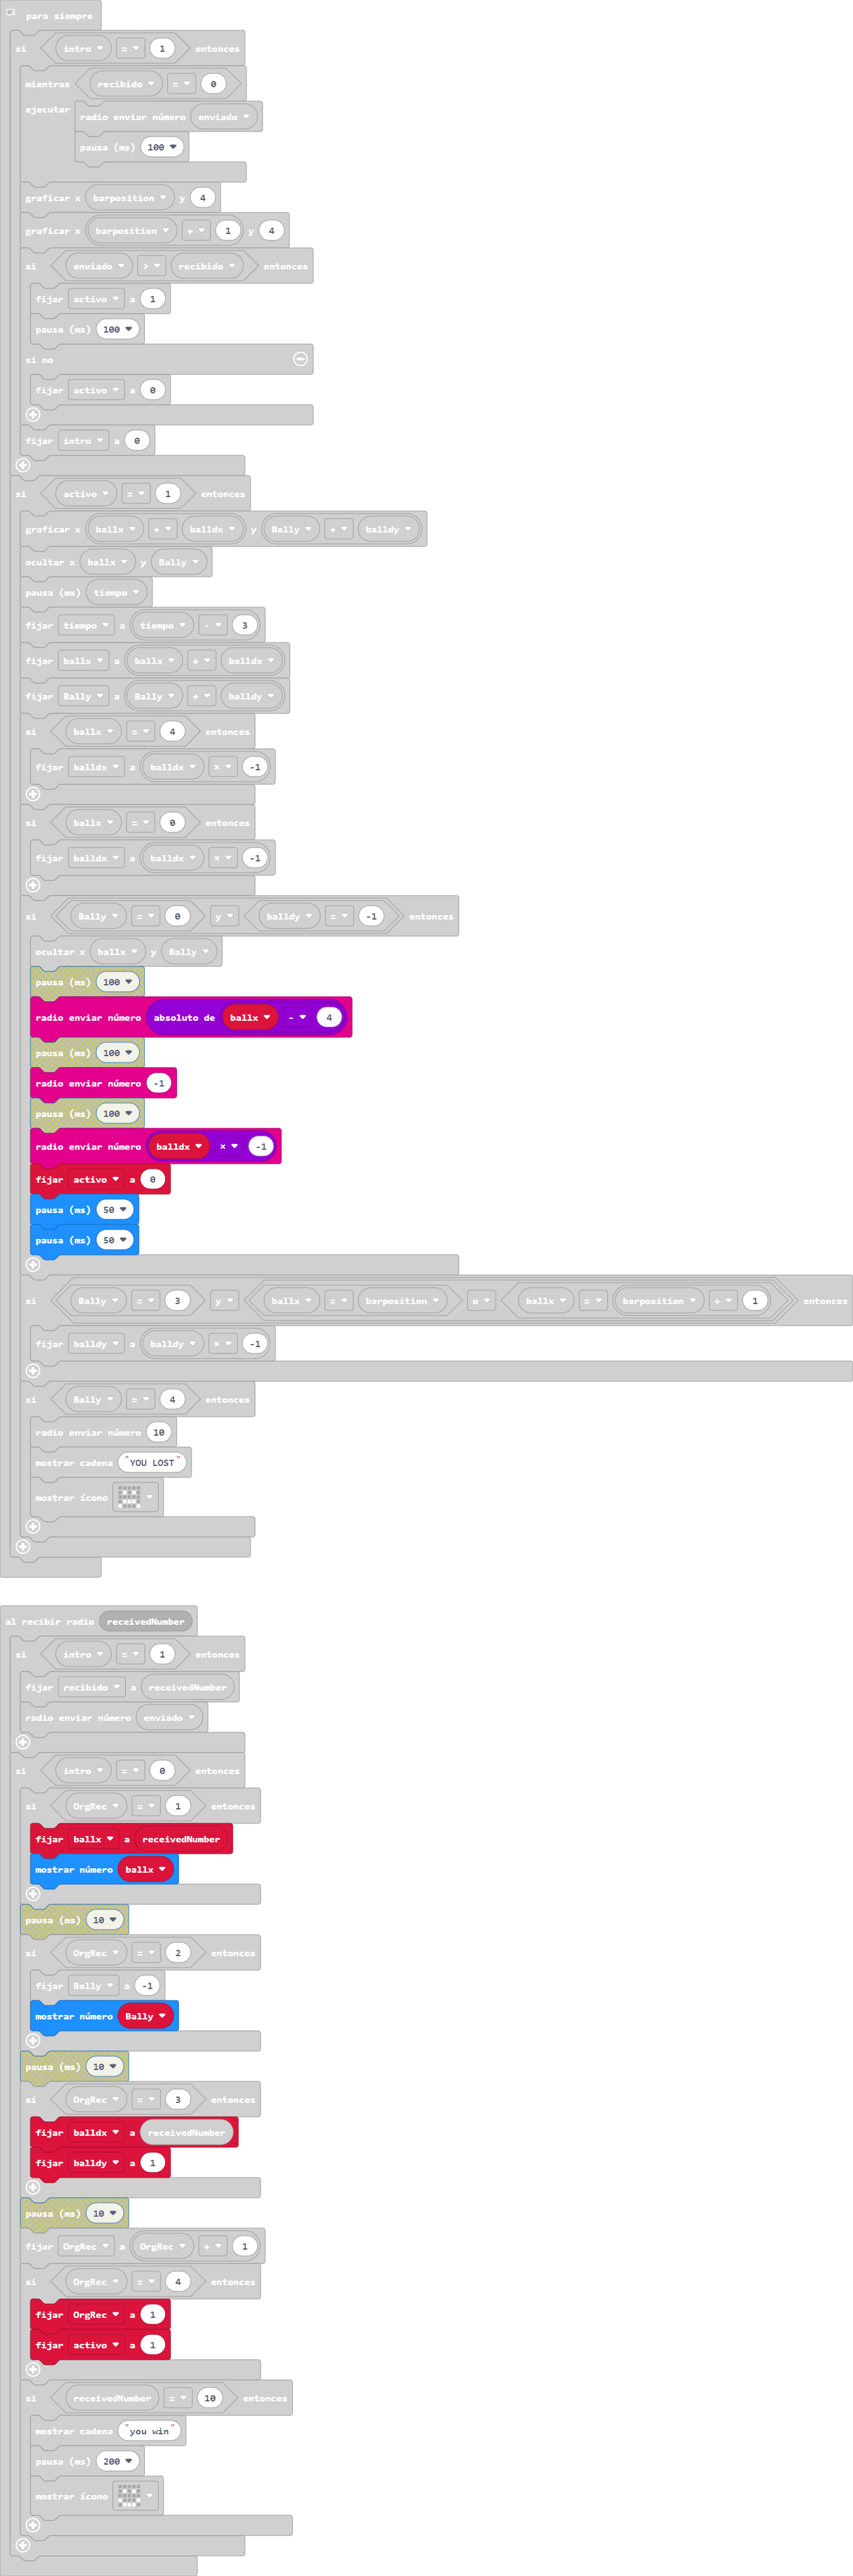 para siempre
si intro = 1 entonces
mientras recibido = 0
ejecutar
radio enviar número enviado
pausa (ms) 100
graficar x barposition y 4
graficar x barposition + 1 y 4
si enviado > recibido entonces
fijar activo a 1
pausa (ms) 100
si no
fijar activo a 0
fijar intro a 0
si activo = 1 entonces
graficar x ballx + balldx y Bally + balldy
ocultar x ballx y Bally
pausa (ms) tiempo
fijar tiempo a tiempo - 3
fijar ballx a ballx + balldx
fijar Bally a Bally + balldy
si ballx = 4 entonces
fijar balldx a balldx × -1
si ballx = 0 entonces
fijar balldx a balldx × -1
si Bally = 0 y balldy = -1 entonces
ocultar x ballx y Bally
pausa (ms) 100
radio enviar número absoluto de ballx - 4
pausa (ms) 100
radio enviar número -1
pausa (ms) 100
radio enviar número balldx × -1
fijar activo a 0
pausa (ms) 50
pausa (ms) 50
si Bally = 3 y ballx = barposition o ballx = barposition + 1 entonces
fijar balldy a balldy × -1
si Bally = 4 entonces
radio enviar número 10
mostrar cadena "YOU LOST"
mostrar ícono
al recibir radio receivedNumber
si intro = 1 entonces
fijar recibido a receivedNumber
radio enviar número enviado
si intro = 0 entonces
si OrgRec = 1 entonces
fijar ballx a receivedNumber
mostrar número ballx
pausa (ms) 10
si OrgRec = 2 entonces
fijar Bally a -1
mostrar número Bally
pausa (ms) 10
si OrgRec = 3 entonces
fijar balldx a receivedNumber
fijar balldy a 1
pausa (ms) 10
fijar OrgRec a OrgRec + 1
si OrgRec = 4 entonces
fijar OrgRec a 1
fijar activo a 1
si receivedNumber = 10 entonces
mostrar cadena "you win"
pausa (ms) 200
mostrar ícono